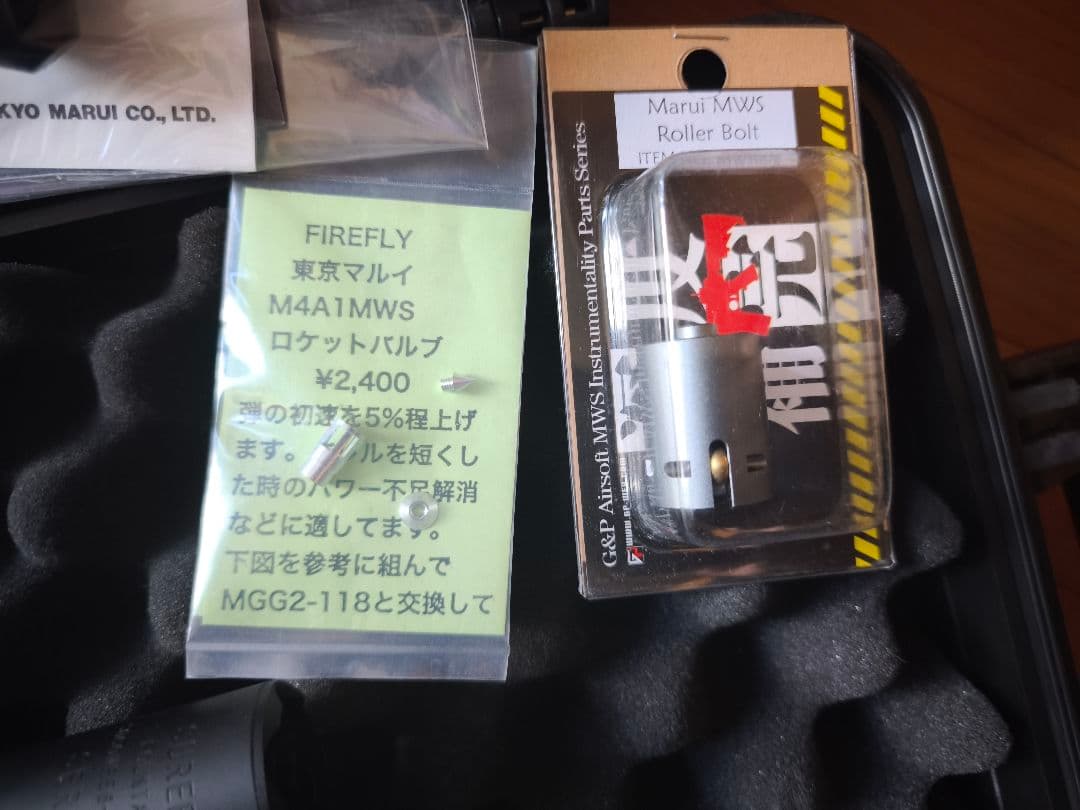 KYO MARUI CO., LTD.
FIREFLY
東京マルイ
M4A1MWS
ロケットバルブ
¥2,400
弾の初速を5%程上げ
ます。 ルを短くし
た時のパワー不足解消
などに適してます。
下図を参考に組んで
MGG2-118と交換して
Marui MWS
Roller Bolt
ITEM
G&P Airsoft MWS Instrumentality Parts Series